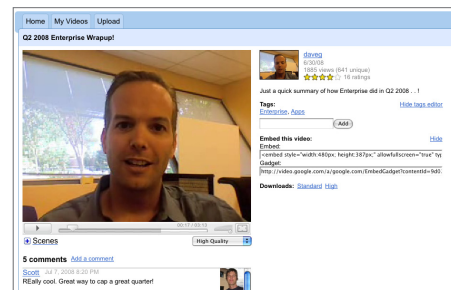 Home My Videos Upload
Q2 2008 Enterprise Wrapup!
daveg
6/30/08
1885 views (641 unique)
16 ratings
Just a quick summary of how Enterprise did in Q2 2008 . . !
Tags: Hide tags editor
Enterprise, Apps
Add
Embed this video: Hide
Embed:
<embed style="width:480px; height:387px;" allowfullscreen="true" typ
Gadget:
http://video.google.com/a/google.com/EmbedGadget?contentId=9d0
Downloads: Standard High
00:17 / 03:13
Scenes
High Quality
5 comments Add a comment
Scott Jul 7, 2008 8:20 PM
REally cool. Great way to cap a great quarter!